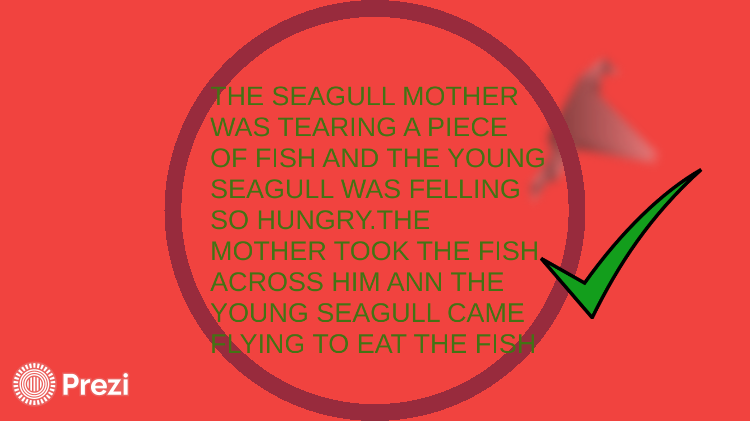 THE SEAGULL MOTHER
WAS TEARING A PIECE
OF FISH AND THE YOUNG
SEAGULL WAS FELLING
SO HUNGRY.THE
MOTHER TOOK THE FISH
ACROSS HIM ANN THE
YOUNG SEAGULL CAME
FLYING TO EAT THE FISH
Prezi